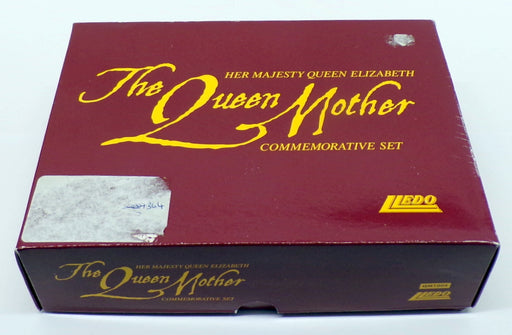 HER MAJESTY QUEEN ELIZABETH
The Queen Mother
COMMEMORATIVE SET
LLEDO
HER MAJESTY QUEEN ELIZABETH
The Queen Mother
COMMEMORATIVE SET
LLEDO